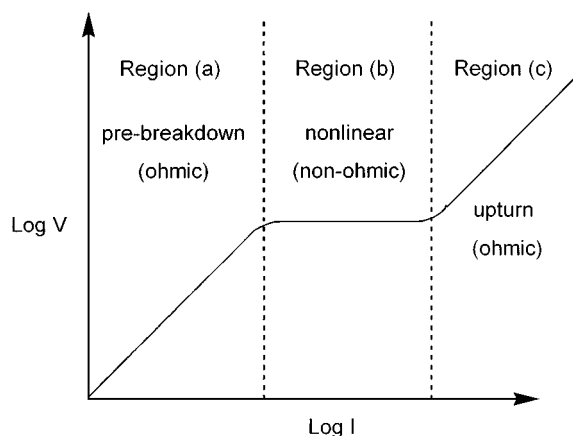 Region (a)
Region (b)
Region (c)
pre-breakdown
(ohmic)
nonlinear
(non-ohmic)
upturn
(ohmic)
Log V
Log I